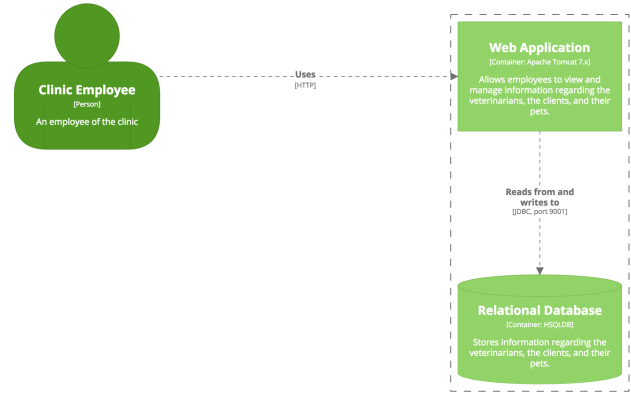 Clinic Employee
[Person]
An employee of the clinic
Uses
[HTTP]
Web Application
[Container: Apache Tomcat 7.x]
Allows employees to view and
manage information regarding the
veterinarians, the clients, and their
pets.
Reads from and
writes to
[JDBC, port 9001]
Relational Database
[Container: HSQLDB]
Stores information regarding the
veterinarians, the clients, and their
pets.